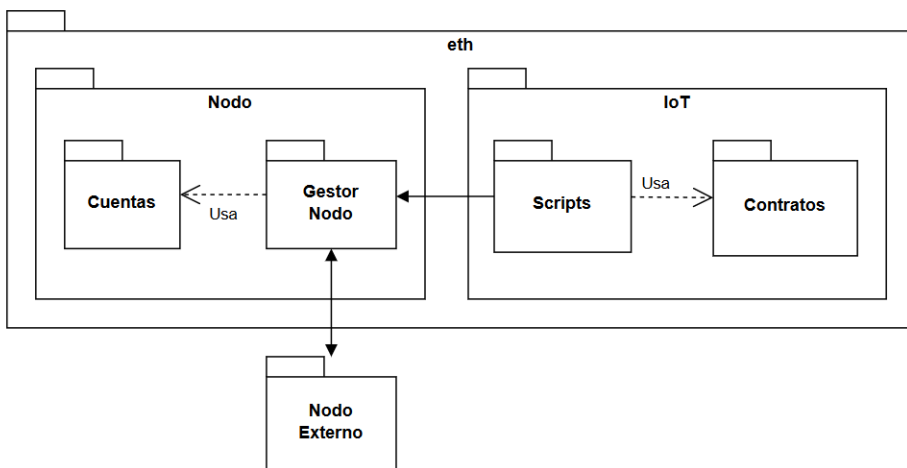 eth
Nodo
IoT
Cuentas
Usa
Gestor
Nodo
Scripts
Usa
Contratos
Nodo
Externo